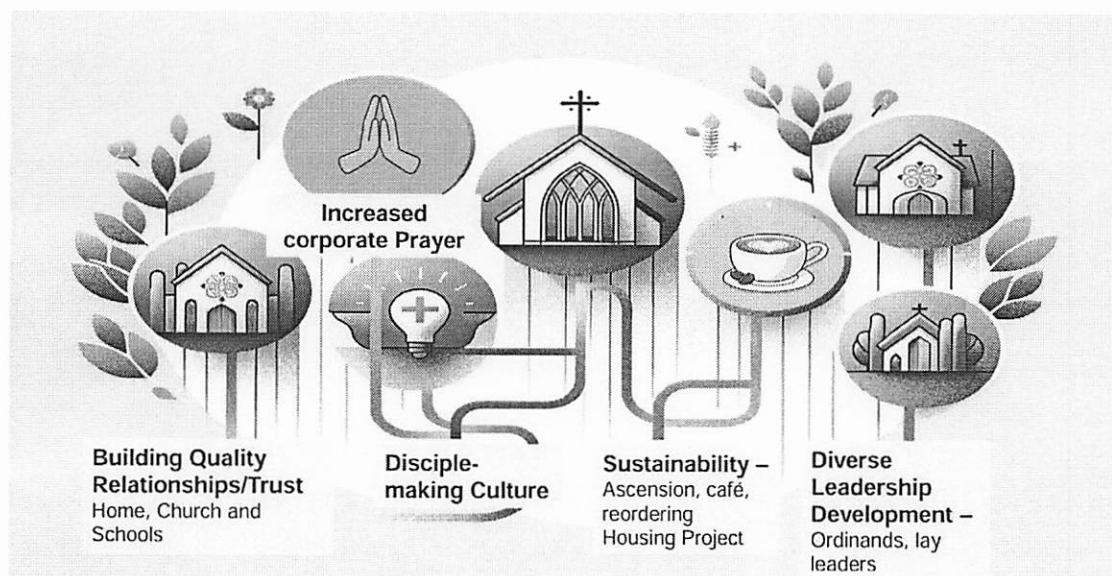 Increased
corporate Prayer
Building Quality
Relationships/Trust
Home, Church and
Schools
Disciple-
making Culture
Sustainability –
Ascension, café,
reordering
Housing Project
Diverse
Leadership
Development –
Ordinands, lay
leaders